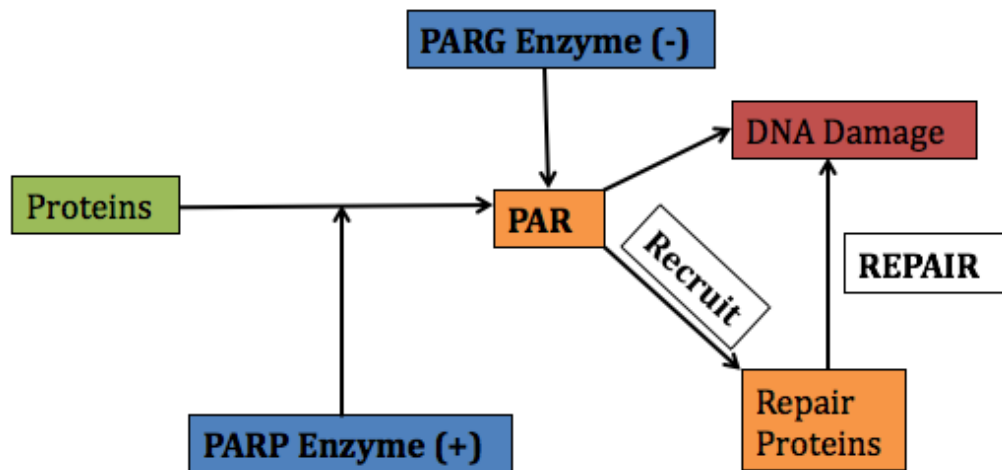 PARG Enzyme (-)
DNA Damage
Proteins
PAR
Recruit
REPAIR
Repair
Proteins
PARP Enzyme (+)